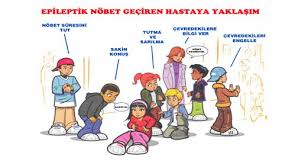 EPİLEPTİK NÖBET GEÇİREN HASTAYA YAKLAŞIM
NÖBET SÜRESİNİ
TUT
SAKİN
KONUŞ
TUTMA
VE
SARILMA
ÇEVREDEKİLERE
BİLGİ VER
ÇEVREDEKİLERİ
ENGELLE